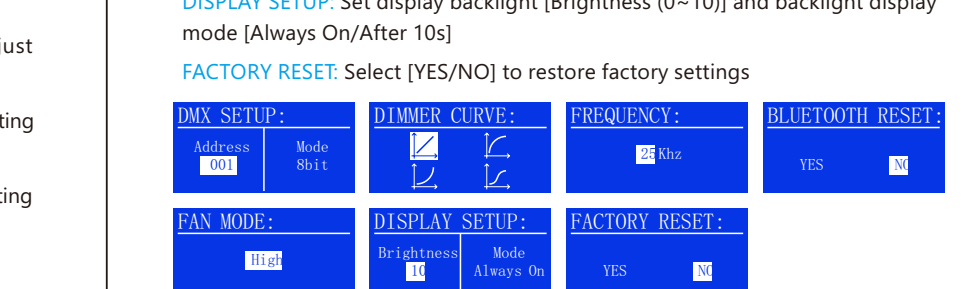 DISPLAY SETUP: Set display backlight [Brightness (0~10)] and backlight display
mode [Always On/After 10s]
FACTORY RESET: Select [YES/NO] to restore factory settings
DMX SETUP:
Address
001
Mode
8bit
DIMMER CURVE:
FREQUENCY:
25 Khz
BLUETOOTH RESET:
YES NO
FAN MODE:
High
DISPLAY SETUP:
Brightness
10
Mode
Always On
FACTORY RESET:
YES NO